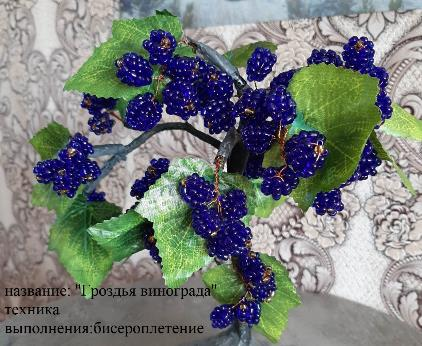 название: "Гроздья винограда"
техника
выполнения:бисероплетение